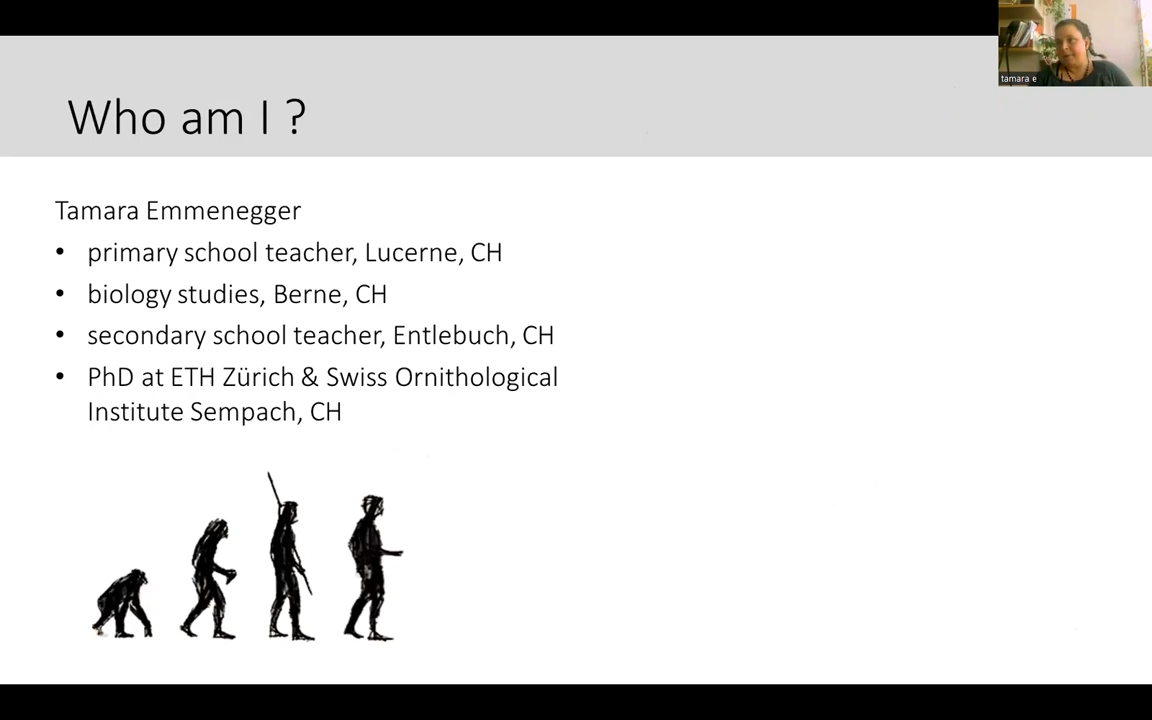 tamara e
Who am I ?
Tamara Emmenegger
• primary school teacher, Lucerne, CH
• biology studies, Berne, CH
• secondary school teacher, Entlebuch, CH
• PhD at ETH Zürich & Swiss Ornithological
Institute Sempach, CH